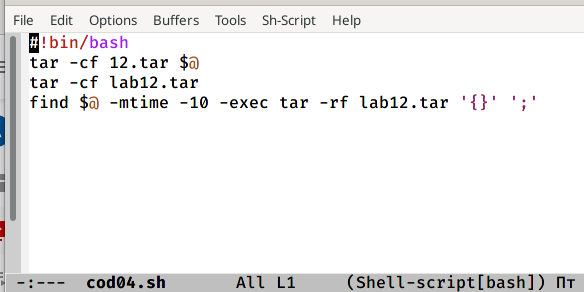 File Edit Options Buffers Tools Sh-Script Help
#!bin/bash
tar -cf 12.tar $@
tar -cf lab12.tar
find $@ -mtime -10 -exec tar -rf lab12.tar '{}' ';'
-:--- cod04.sh All L1 (Shell-script[bash]) Пт